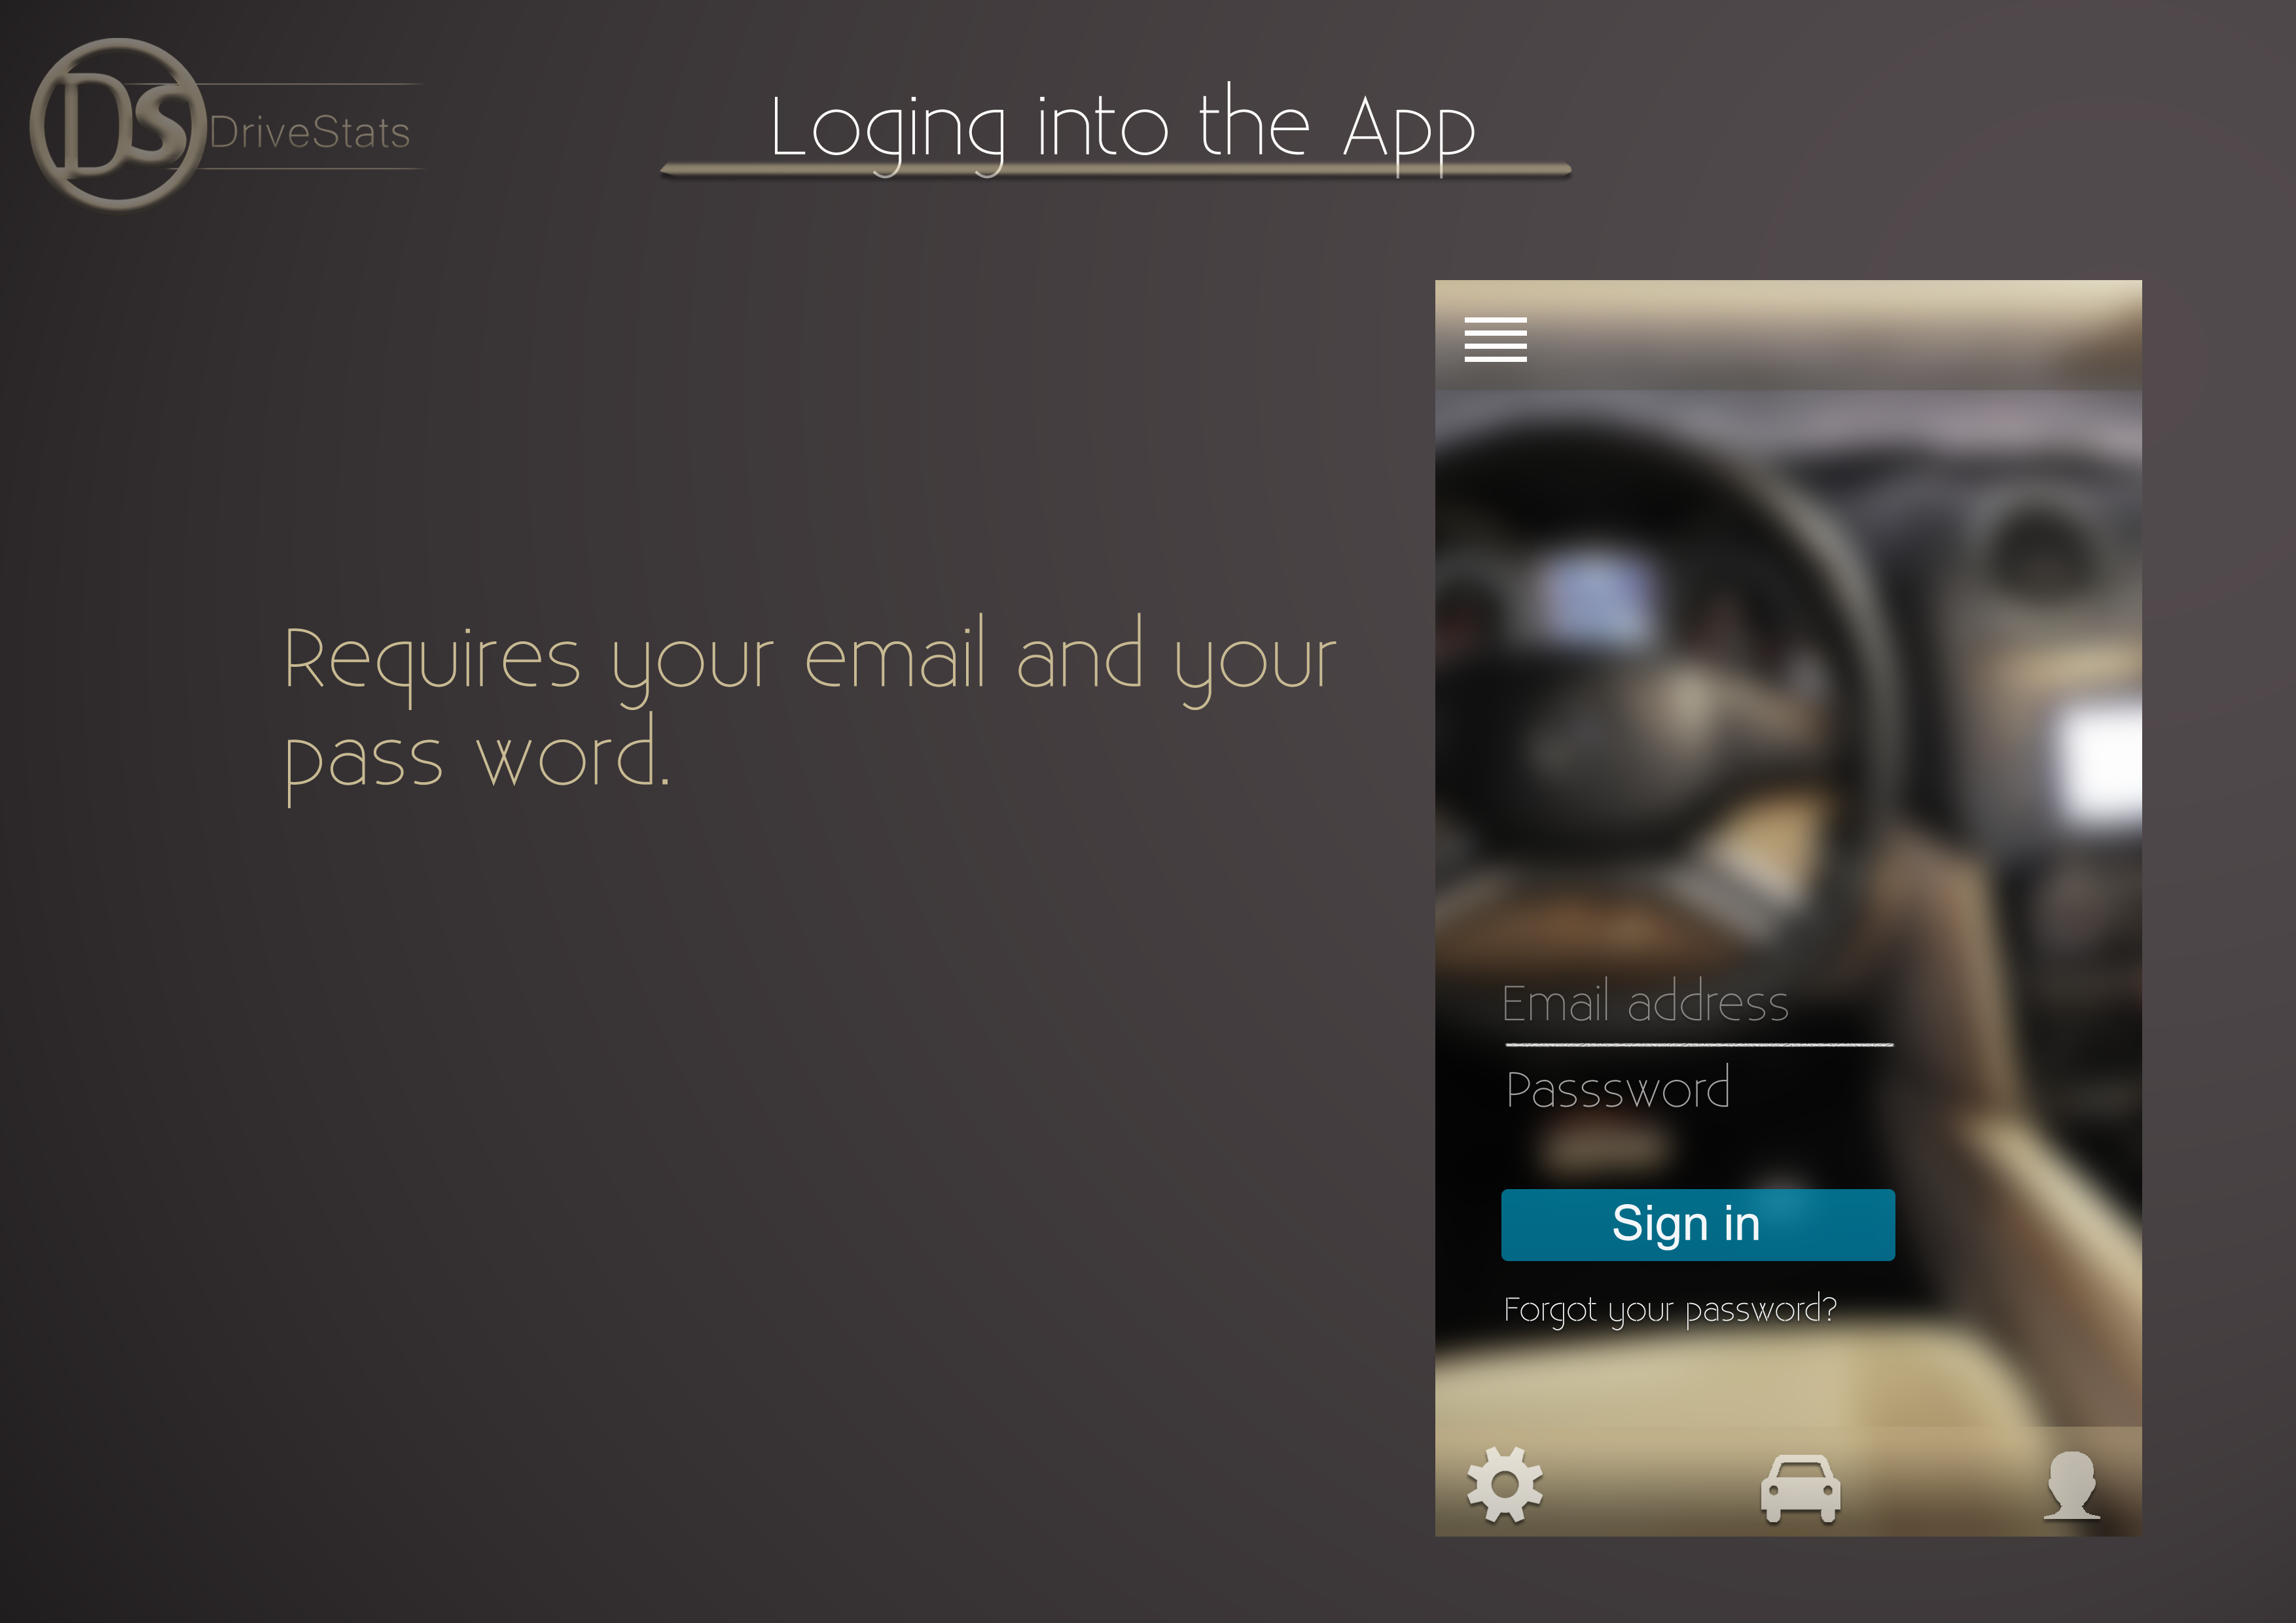 DS
DriveStats
Loging into the App
Requires your email and your
pass word.
Email address
Passsword
Sign in
Forgot your password?